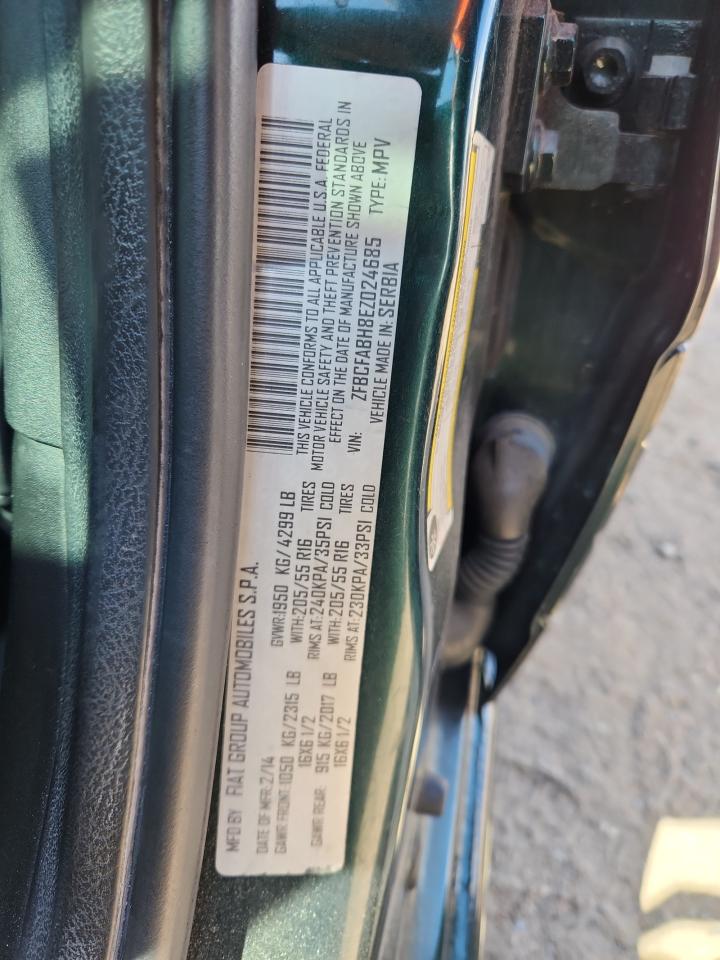 MFD BY FIAT GROUP AUTOMOBILES S.P.A.
DATE OF MFR:2/14 GVWR:1950 KG/4299 LB
GAWR FRONT:1050 KG/2315 LB WITH:205/55 R16 TIRES
16X6 1/2 RIMS AT:240KPA/35PSI COLD
GAWR REAR 915 KG/2017 LB WITH:205/55 R16 TIRES
16X6 1/2 RIMS AT:230KPA/33PSI COLD
THIS VEHICLE CONFORMS TO ALL APPLICABLE U.S.A. FEDERAL
MOTOR VEHICLE SAFETY AND THEFT PREVENTION STANDARDS IN
EFFECT ON THE DATE OF MANUFACTURE SHOWN ABOVE
VIN: ZFBCFABH8EZ024685 TYPE: MPV
VEHICLE MADE IN: SERBIA